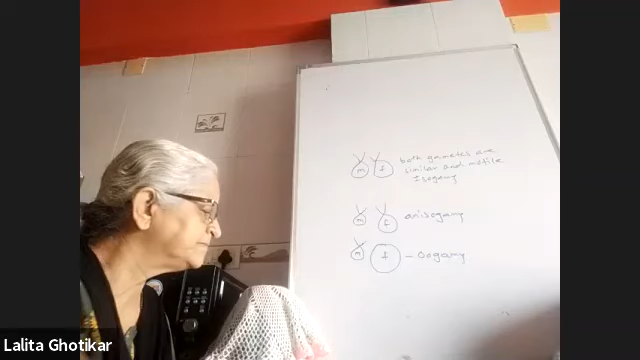 m f both gametes are
similar and motile
Isogamy
m f anisogamy
m f - Oogamy
Lalita Ghotikar